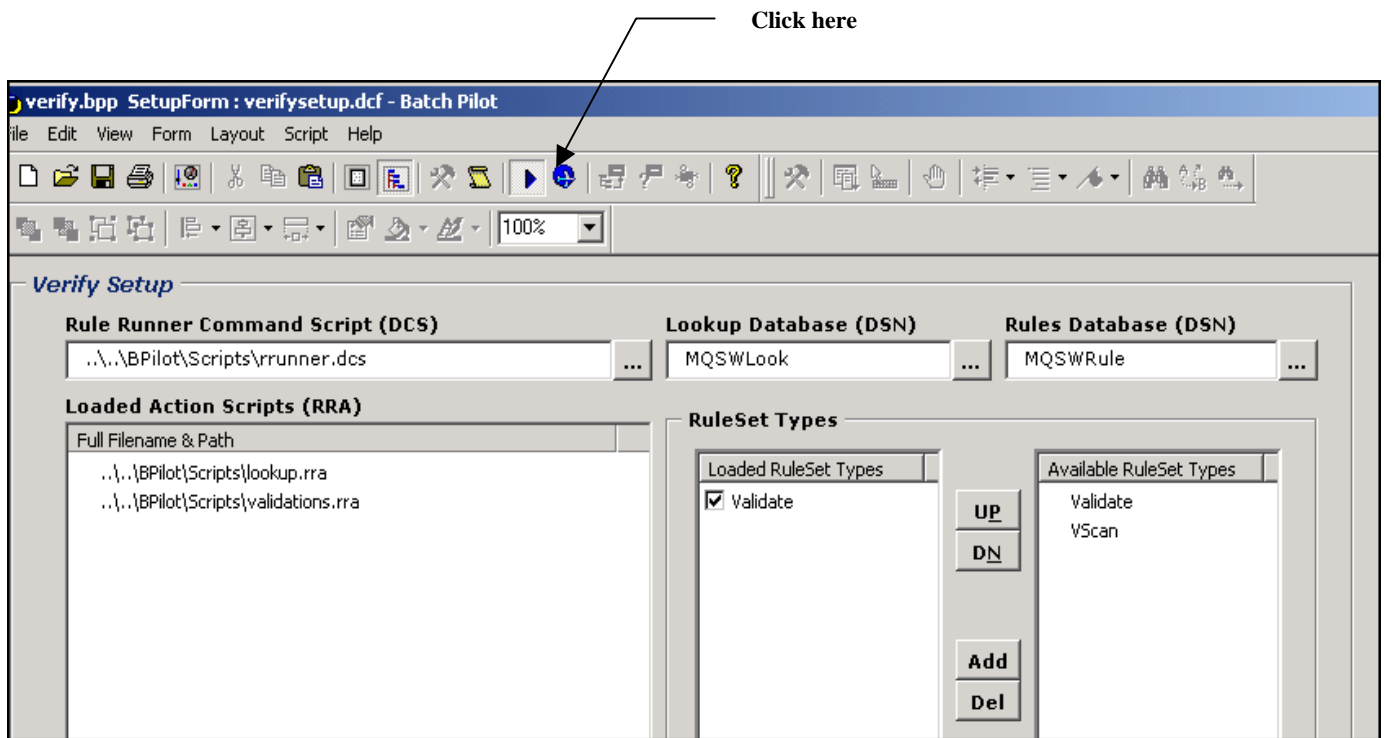 Click here
verify.bpp SetupForm : verifysetup.dcf - Batch Pilot
ile Edit View Form Layout Script Help
100%
Verify Setup
Rule Runner Command Script (DCS) Lookup Database (DSN) Rules Database (DSN)
..\..\BPilot\Scripts\rrunner.dcs ... MQSWLook ... MQSWRule ...
Loaded Action Scripts (RRA)
Full Filename & Path
..\..\BPilot\Scripts\lookup.rra
..\..\BPilot\Scripts\validations.rra
RuleSet Types
Loaded RuleSet Types
Validate
UP
DN
Add
Del
Available RuleSet Types
Validate
VScan